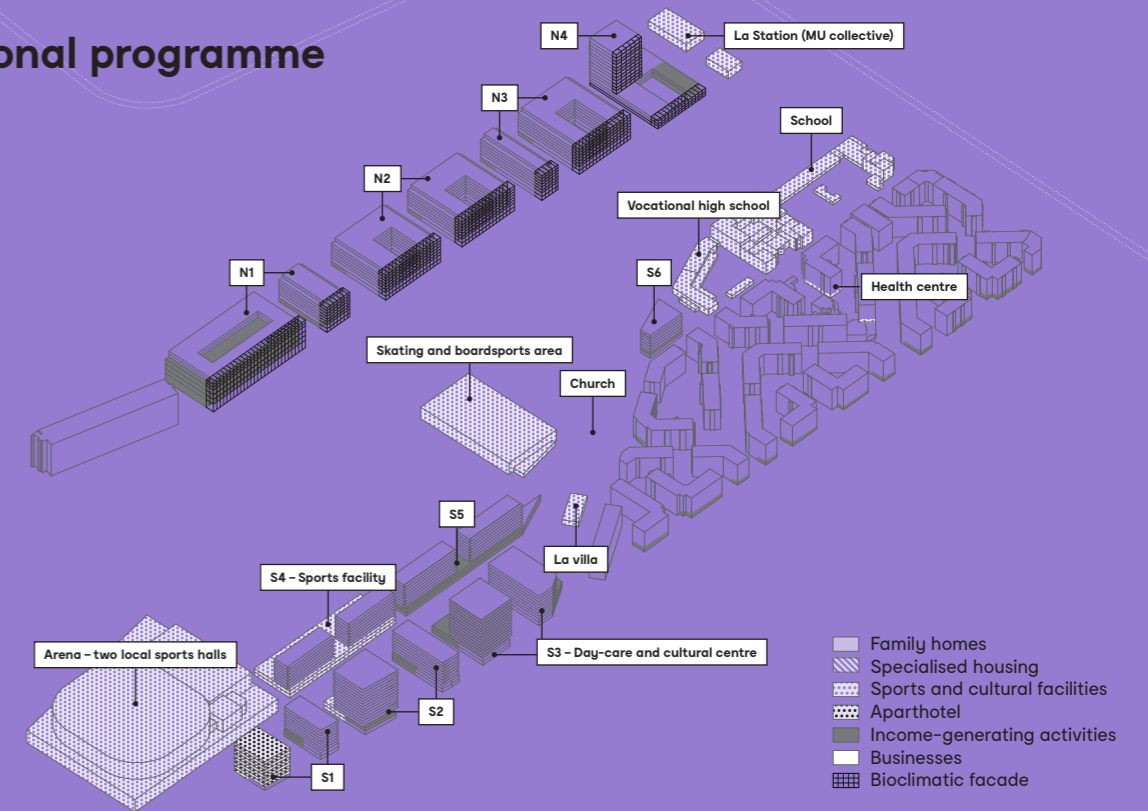 onal programme
N4
La Station (MU collective)
N3
School
N2
Vocational high school
N1
S6
Health centre
Skating and boardsports area
Church
S5
La villa
S4 – Sports facility
Arena – two local sports halls
S3 – Day-care and cultural centre
S2
S1
Family homes
Specialised housing
Sports and cultural facilities
Aparthotel
Income-generating activities
Businesses
Bioclimatic facade